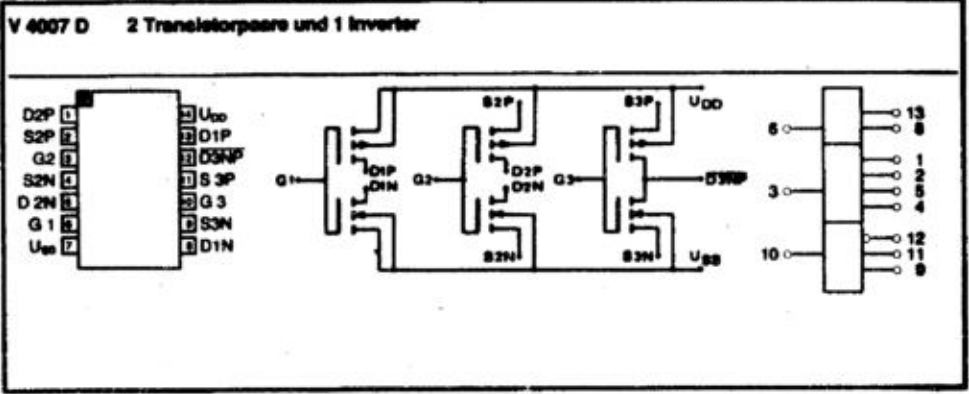 V 4007 D 2 Transistorpaare und 1 Inverter
D2P 1
S2P 2
G2 3
S2N 4
D 2N 5
G 1 6
USS 7
14 UDD
13 D1P
12 D3NP
11 S 3P
10 G 3
9 S3N
8 D1N
S2P
S3P
UDD
G1
D1P
D1N
G2
D2P
D2N
G3
D3NP
S2N
S3N
USS
6
13
8
3
1
2
5
4
10
12
11
9